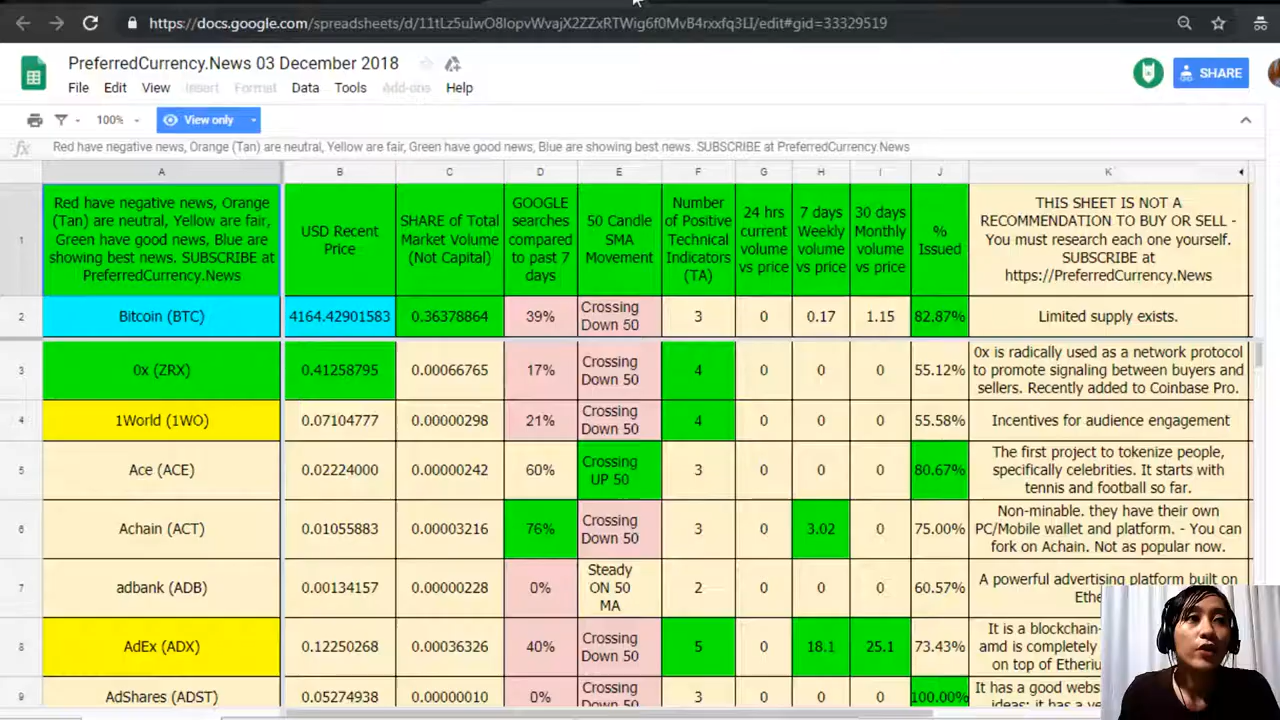 https://docs.google.com/spreadsheets/d/11tLz5uIwO8IopvWvajX2ZZxRTWig6f0MvB4rxxfq3LI/edit#gid=33329519
PreferredCurrency.News 03 December 2018
File Edit View Insert Format Data Tools Add-ons Help
SHARE
100% View only
fx Red have negative news, Orange (Tan) are neutral, Yellow are fair, Green have good news, Blue are showing best news. SUBSCRIBE at PreferredCurrency.News
A B C D E F G H I J K
1
Red have negative news, Orange
(Tan) are neutral, Yellow are fair,
Green have good news, Blue are
showing best news. SUBSCRIBE at
PreferredCurrency.News
USD Recent
Price
SHARE of Total
Market Volume
(Not Capital)
GOOGLE
searches
compared
to past 7
days
50 Candle
SMA
Movement
Number
of Positive
Technical
Indicators
(TA)
24 hrs
current
volume
vs price
7 days
Weekly
volume
vs price
30 days
Monthly
volume
vs price
%
Issued
THIS SHEET IS NOT A
RECOMMENDATION TO BUY OR SELL -
You must research each one yourself.
SUBSCRIBE at
https://PreferredCurrency.News
2 Bitcoin (BTC) 4164.42901583 0.36378864 39%
Crossing
Down 50
3 0 0.17 1.15 82.87% Limited supply exists.
3 0x (ZRX) 0.41258795 0.00066765 17%
Crossing
Down 50
4 0 0 0 55.12%
0x is radically used as a network protocol
to promote signaling between buyers and
sellers. Recently added to Coinbase Pro.
4 1World (1WO) 0.07104777 0.00000298 21%
Crossing
Down 50
4 0 0 0 55.58% Incentives for audience engagement
5 Ace (ACE) 0.02224000 0.00000242 60%
Crossing
UP 50
3 0 0 0 80.67%
The first project to tokenize people,
specifically celebrities. It starts with
tennis and football so far.
6 Achain (ACT) 0.01055883 0.00003216 76%
Crossing
Down 50
3 0 3.02 0 75.00%
Non-minable. they have their own
PC/Mobile wallet and platform. - You can
fork on Achain. Not as popular now.
7 adbank (ADB) 0.00134157 0.00000228 0%
Steady
ON 50
MA
2 0 0 0 60.57%
A powerful advertising platform built on
8 AdEx (ADX) 0.12250268 0.00036326 40%
Crossing
Down 50
5 0 18.1 25.1 73.43%
It is a blockchain-
amd is completely
on top of Etheriu
9 AdShares (ADST) 0.05274938 0.00000010 0%
Crossing
Down 50
3 0 0 0 100.00%
It has a good webs
ideas; it has a ve